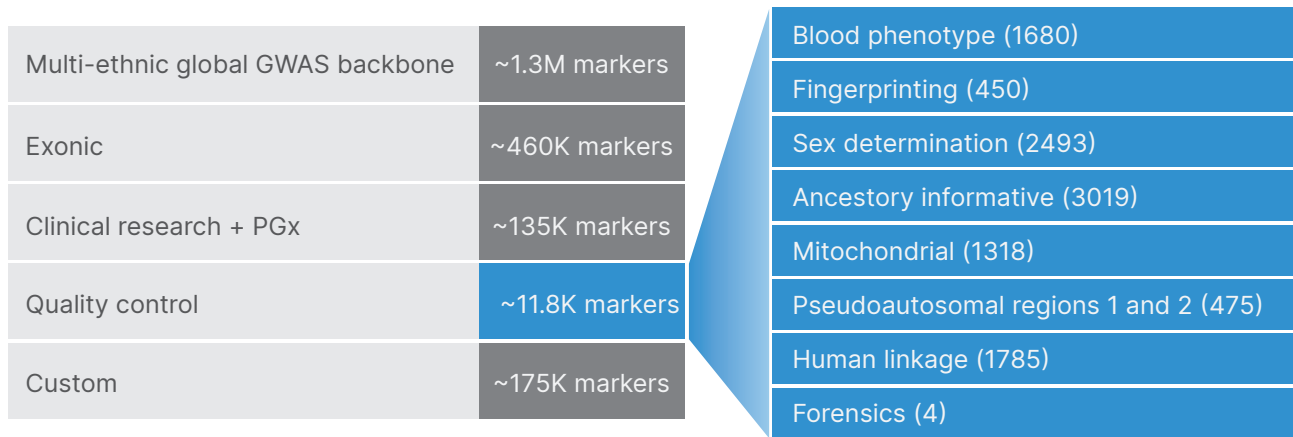 Multi-ethnic global GWAS backbone ~1.3M markers
Exonic ~460K markers
Clinical research + PGx ~135K markers
Quality control ~11.8K markers
Custom ~175K markers
Blood phenotype (1680)
Fingerprinting (450)
Sex determination (2493)
Ancestory informative (3019)
Mitochondrial (1318)
Pseudoautosomal regions 1 and 2 (475)
Human linkage (1785)
Forensics (4)